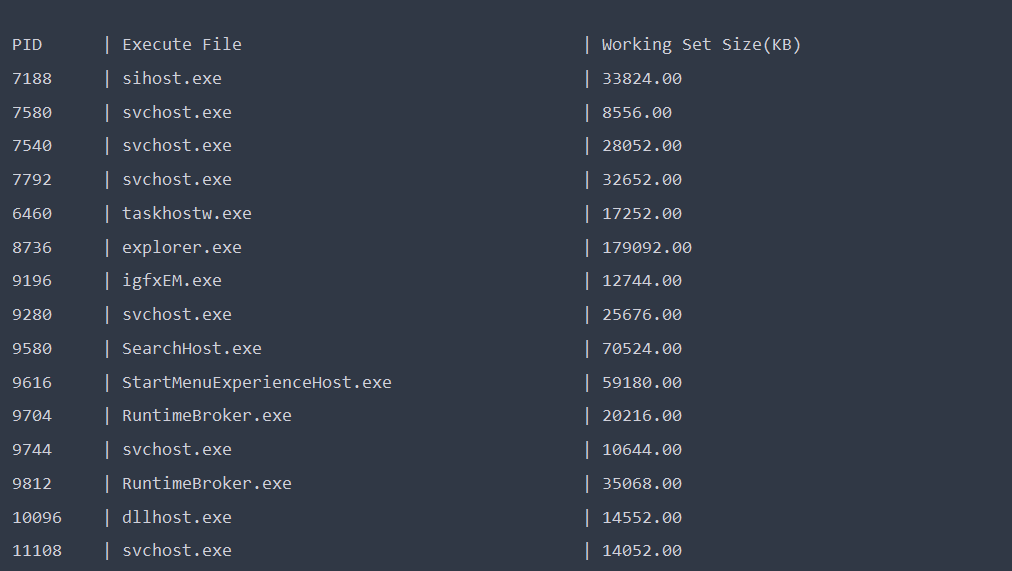 PID | Execute File | Working Set Size(KB)
7188 | sihost.exe | 33824.00
7580 | svchost.exe | 8556.00
7540 | svchost.exe | 28052.00
7792 | svchost.exe | 32652.00
6460 | taskhostw.exe | 17252.00
8736 | explorer.exe | 179092.00
9196 | igfxEM.exe | 12744.00
9280 | svchost.exe | 25676.00
9580 | SearchHost.exe | 70524.00
9616 | StartMenuExperienceHost.exe | 59180.00
9704 | RuntimeBroker.exe | 20216.00
9744 | svchost.exe | 10644.00
9812 | RuntimeBroker.exe | 35068.00
10096 | dllhost.exe | 14552.00
11108 | svchost.exe | 14052.00